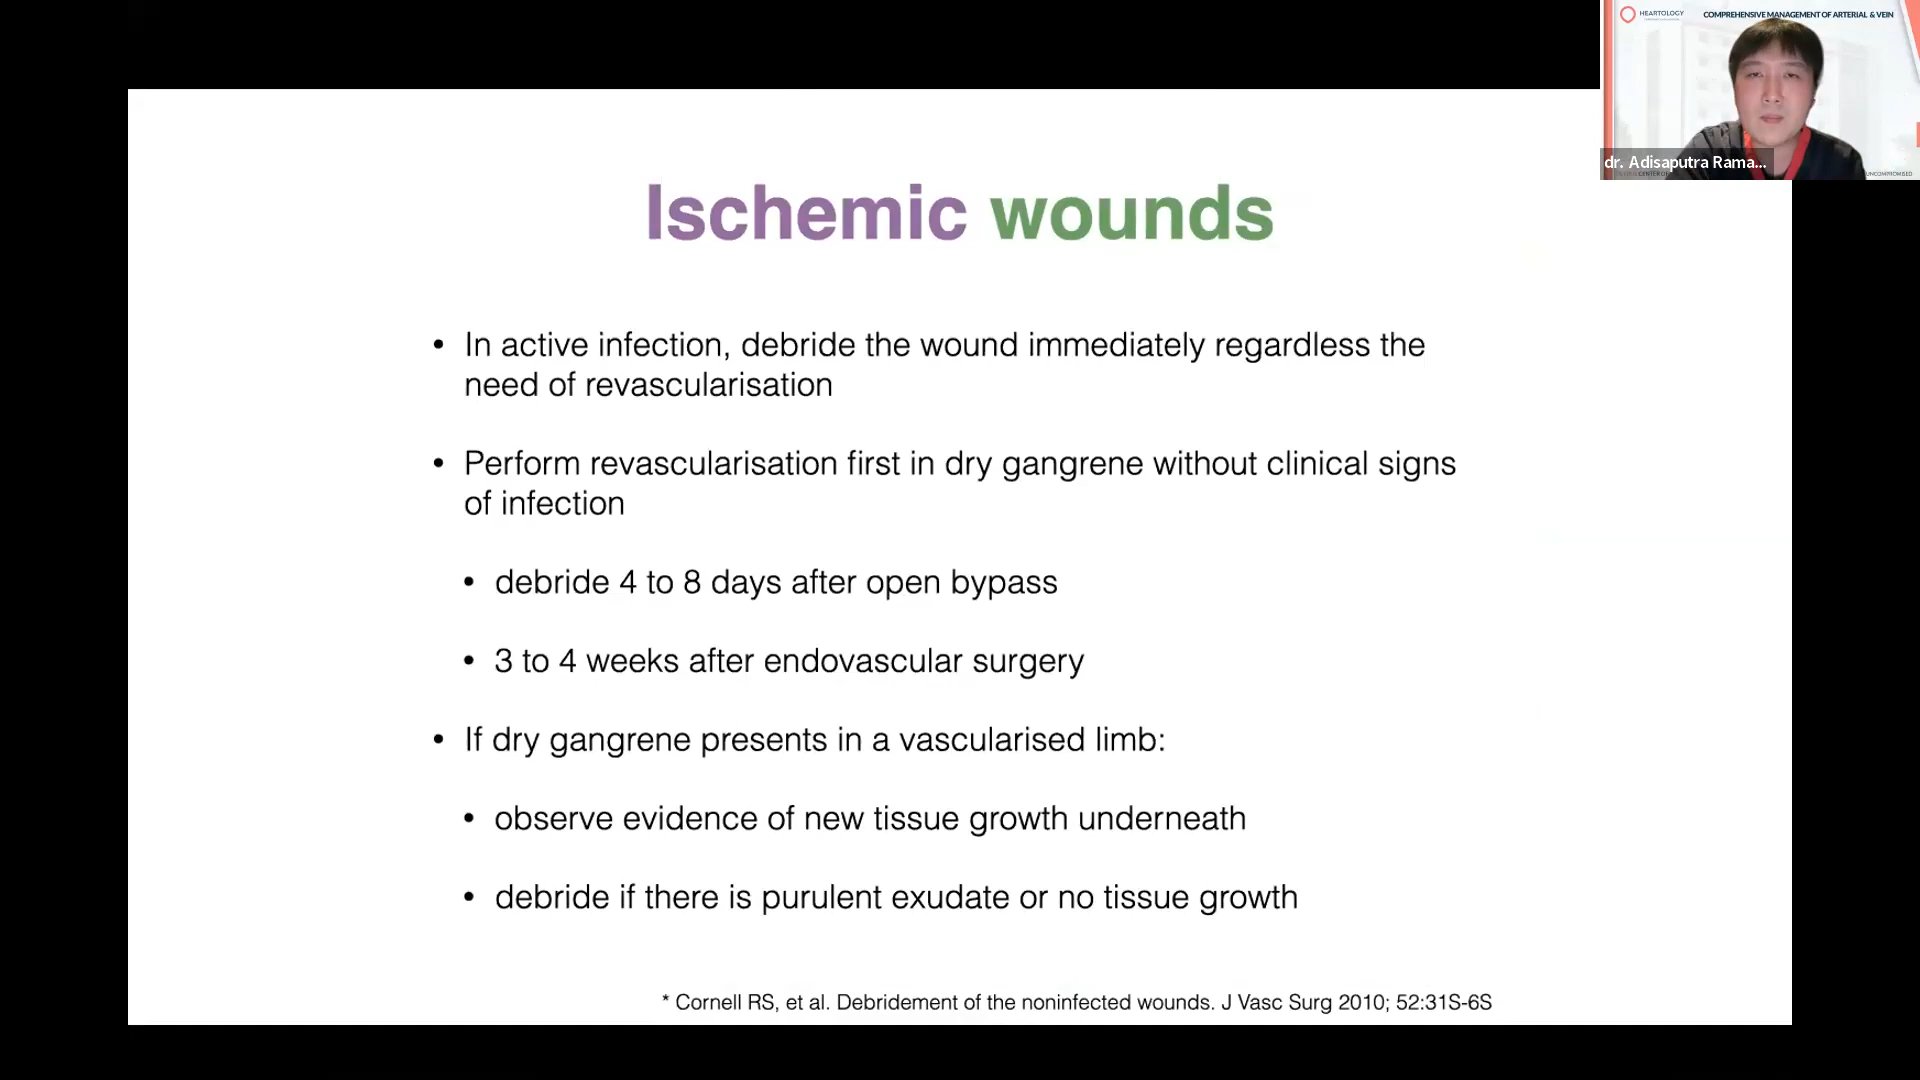 HEARTOLOGY
COMPREHENSIVE MANAGEMENT OF ARTERIAL & VEIN
dr. Adisaputra Rama...
UNCOMPROMISED
Ischemic wounds
• In active infection, debride the wound immediately regardless the
need of revascularisation
• Perform revascularisation first in dry gangrene without clinical signs
of infection
• debride 4 to 8 days after open bypass
• 3 to 4 weeks after endovascular surgery
• If dry gangrene presents in a vascularised limb:
• observe evidence of new tissue growth underneath
• debride if there is purulent exudate or no tissue growth
* Cornell RS, et al. Debridement of the noninfected wounds. J Vasc Surg 2010; 52:31S-6S